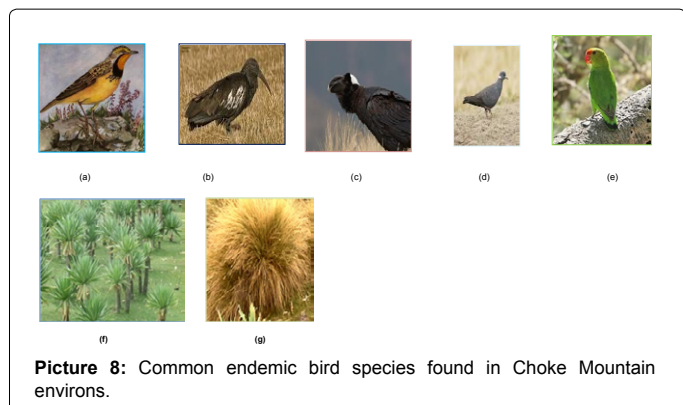 (a) (b) (c) (d) (e)
(f) (g)
Picture 8: Common endemic bird species found in Choke Mountain
environs.